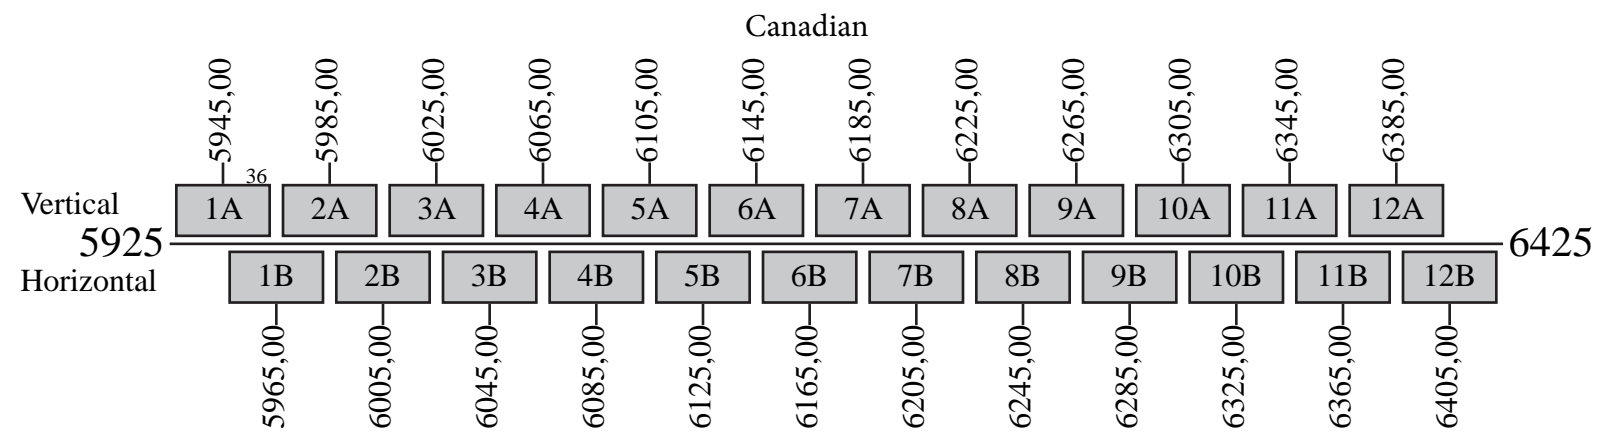 Canadian
5945,00 5985,00 6025,00 6065,00 6105,00 6145,00 6185,00 6225,00 6265,00 6305,00 6345,00 6385,00
36
Vertical 1A 2A 3A 4A 5A 6A 7A 8A 9A 10A 11A 12A
5925 6425
Horizontal 1B 2B 3B 4B 5B 6B 7B 8B 9B 10B 11B 12B
5965,00 6005,00 6045,00 6085,00 6125,00 6165,00 6205,00 6245,00 6285,00 6325,00 6365,00 6405,00